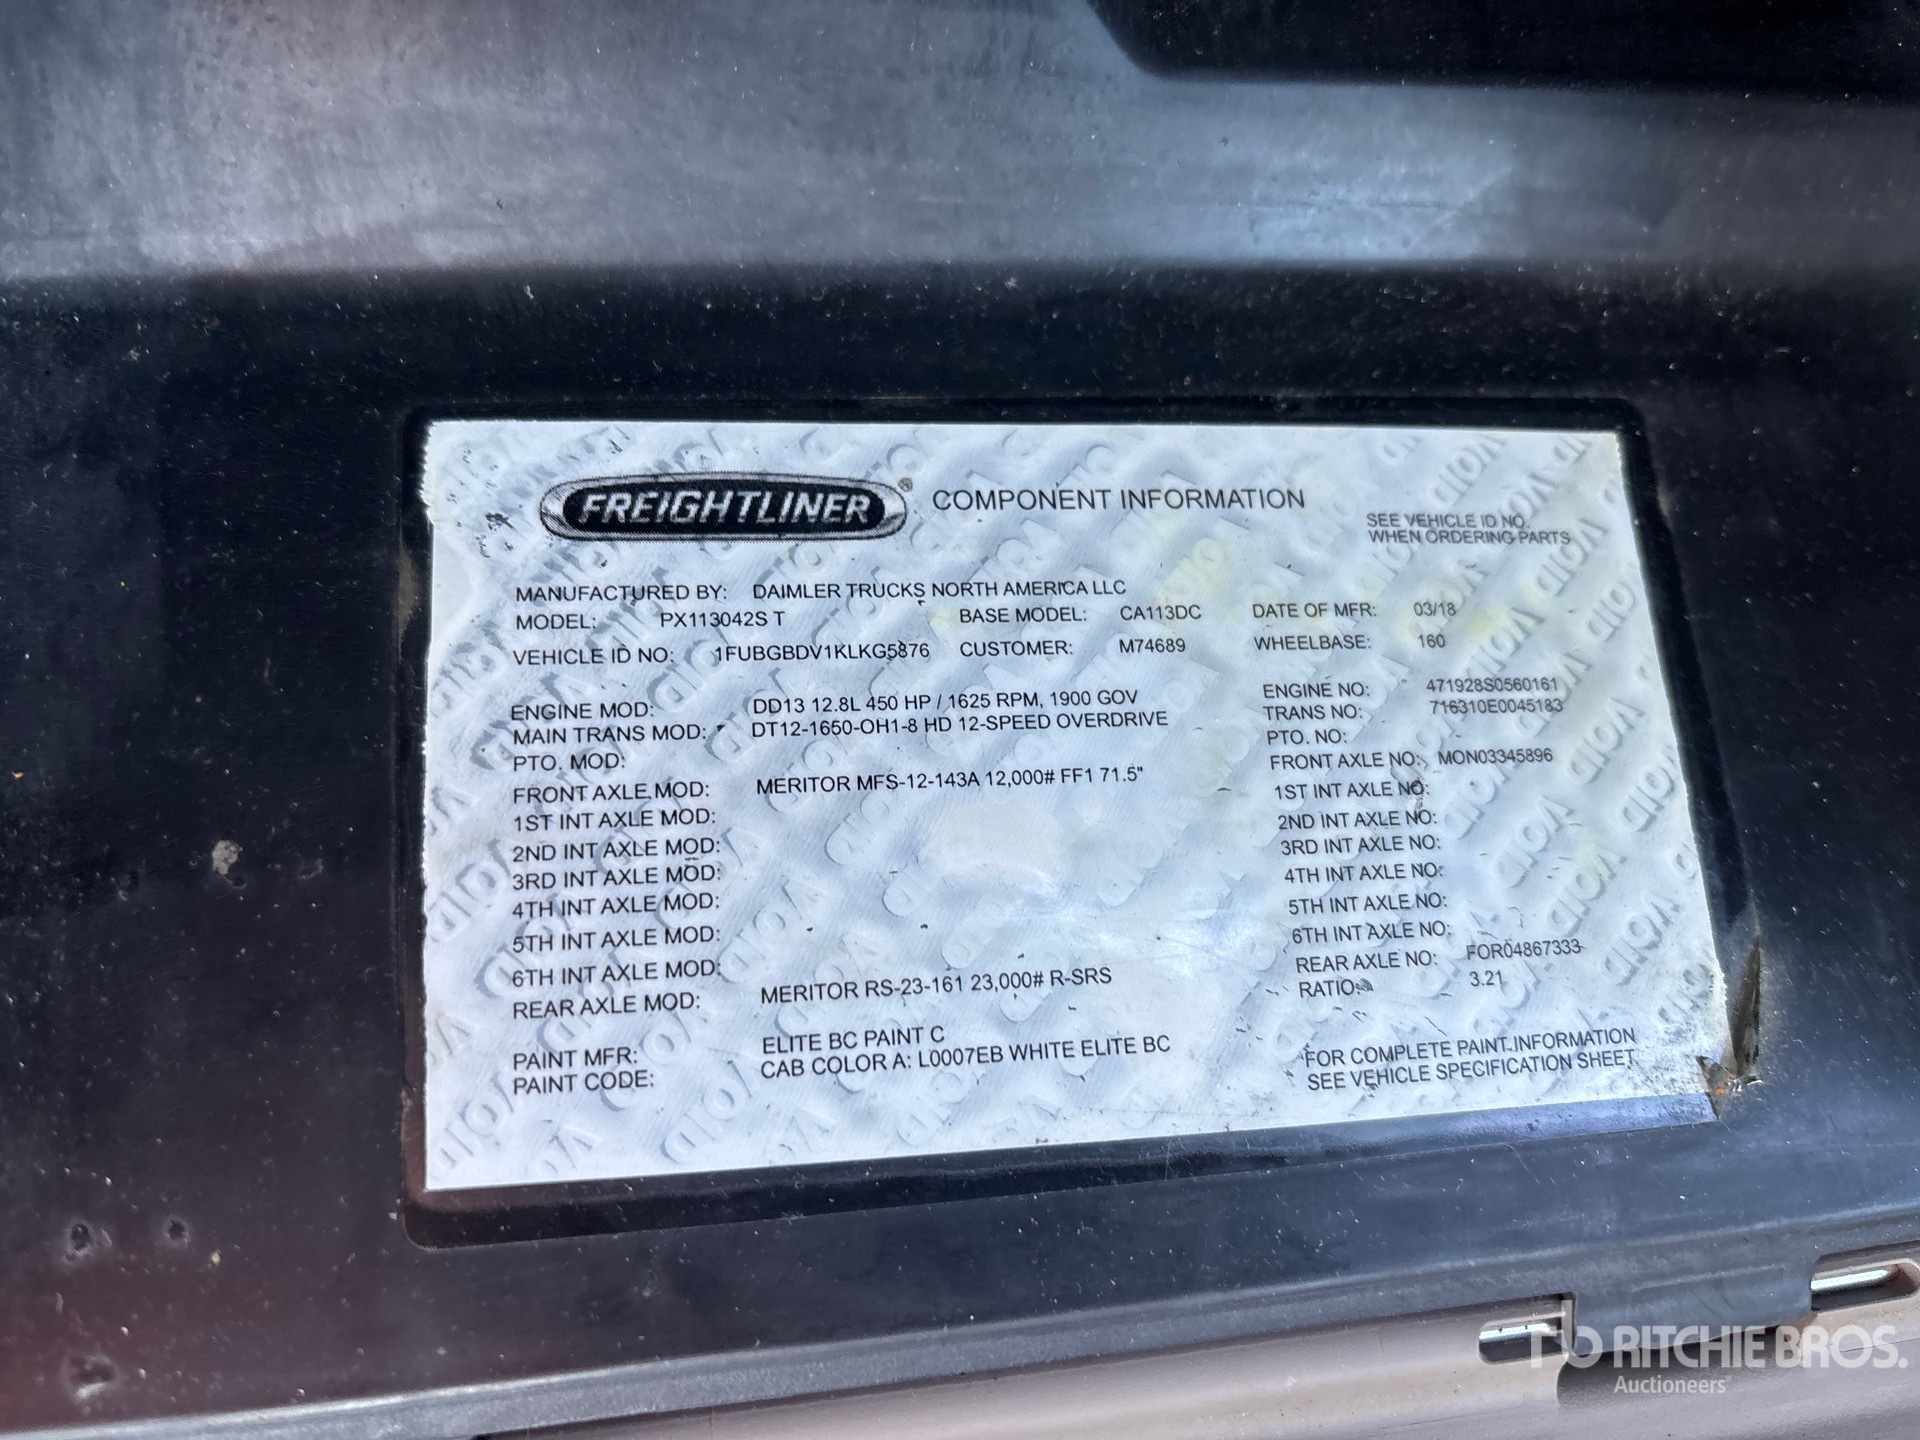 FREIGHTLINER® COMPONENT INFORMATION
SEE VEHICLE ID NO.
WHEN ORDERING PARTS
MANUFACTURED BY: DAIMLER TRUCKS NORTH AMERICA LLC
MODEL: PX113042S T BASE MODEL: CA113DC DATE OF MFR: 03/18
VEHICLE ID NO: 1FUBGBDV1KLKG5876 CUSTOMER: M74689 WHEELBASE: 160
ENGINE MOD: DD13 12.8L 450 HP / 1625 RPM, 1900 GOV ENGINE NO: 471928S0560161
MAIN TRANS MOD: DT12-1650-OH1-8 HD 12-SPEED OVERDRIVE TRANS NO: 716310E0045183
PTO. MOD: PTO. NO:
FRONT AXLE MOD: MERITOR MFS-12-143A 12,000# FF1 71.5" FRONT AXLE NO: MON03345896
1ST INT AXLE MOD: 1ST INT AXLE NO:
2ND INT AXLE MOD: 2ND INT AXLE NO:
3RD INT AXLE MOD: 3RD INT AXLE NO:
4TH INT AXLE MOD: 4TH INT AXLE NO:
5TH INT AXLE MOD: 5TH INT AXLE NO:
6TH INT AXLE MOD: 6TH INT AXLE NO:
REAR AXLE MOD: MERITOR RS-23-161 23,000# R-SRS REAR AXLE NO: FOR04867333
RATIO: 3.21
PAINT MFR: ELITE BC PAINT C
PAINT CODE: CAB COLOR A: L0007EB WHITE ELITE BC
FOR COMPLETE PAINT INFORMATION
SEE VEHICLE SPECIFICATION SHEET
RITCHIE BROS.
Auctioneers